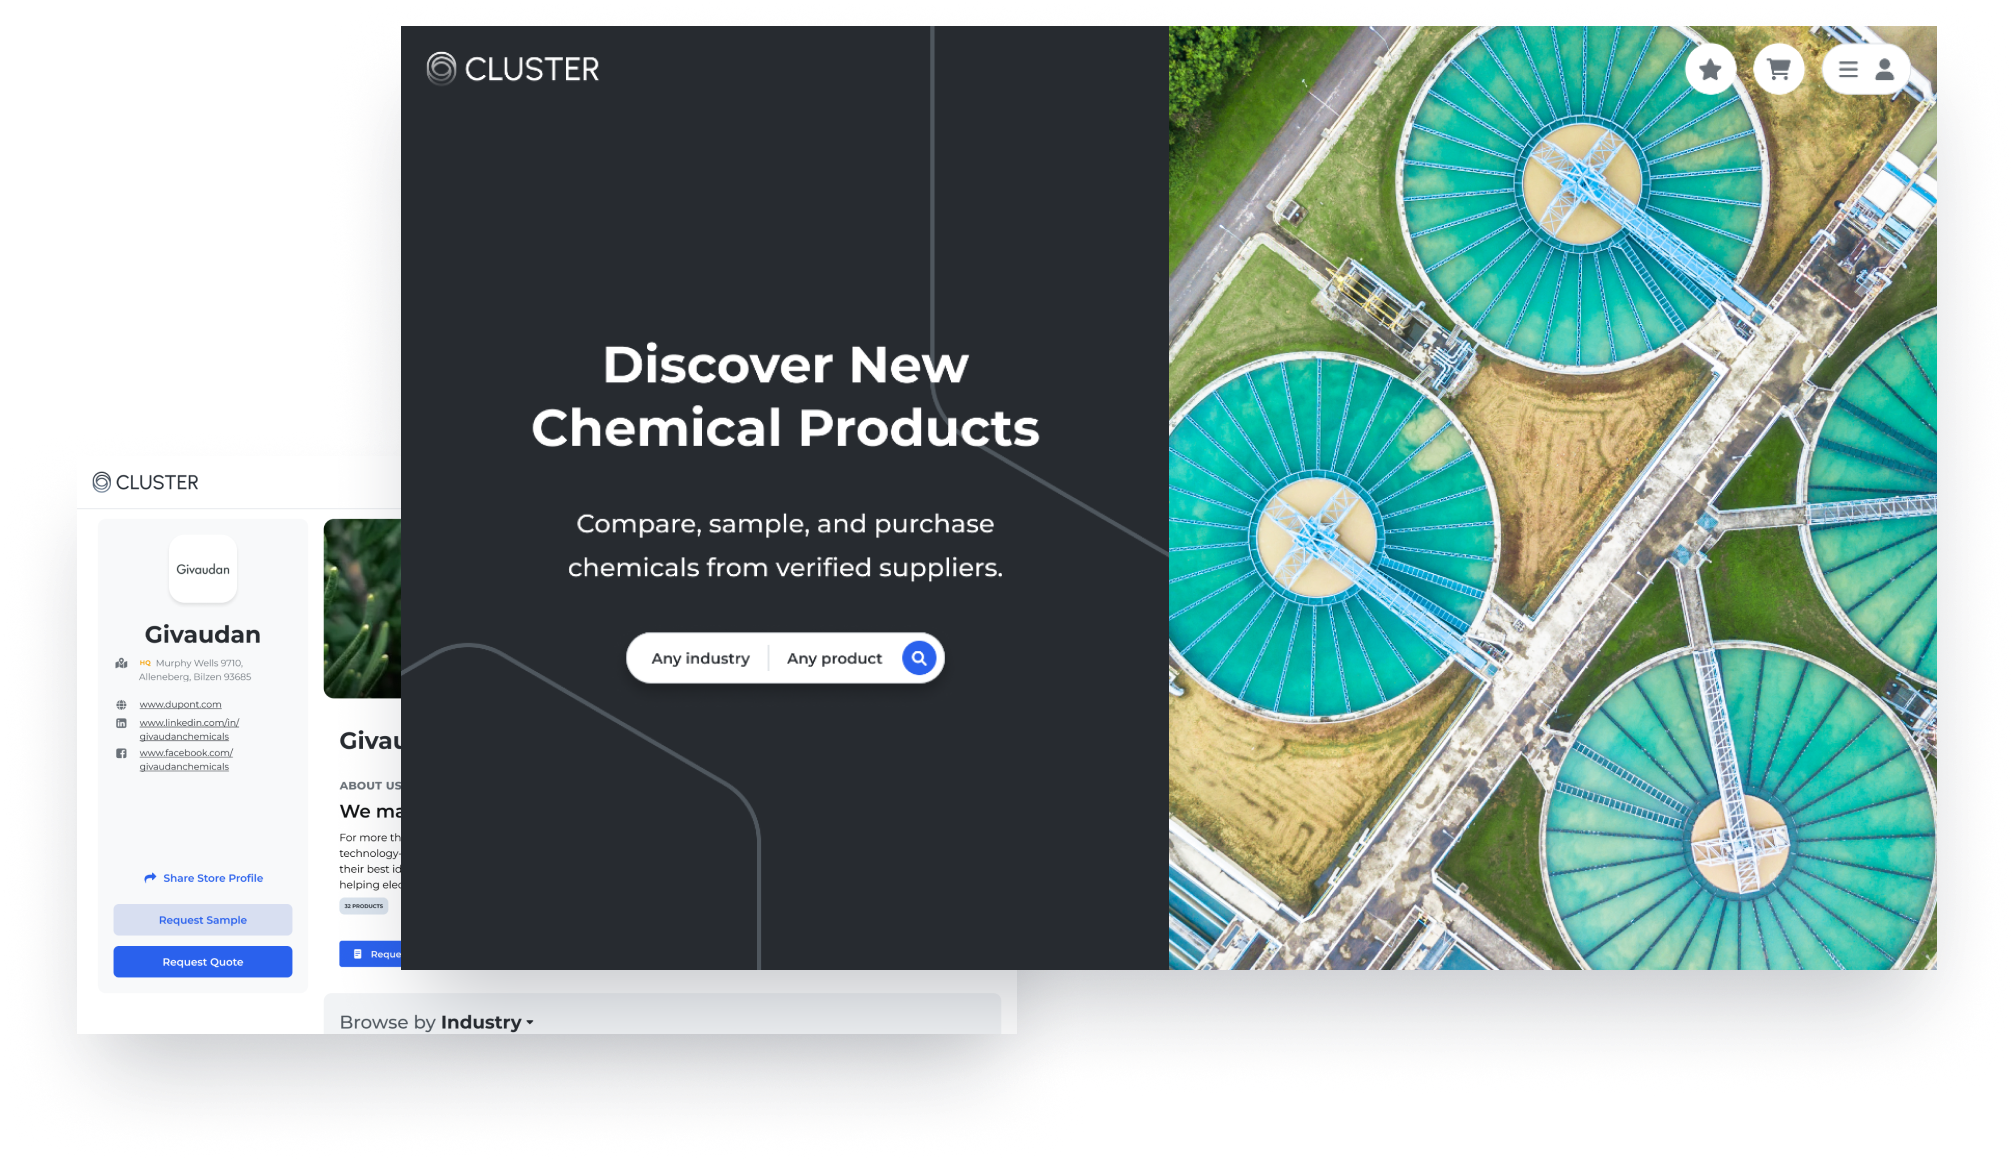 CLUSTER
Discover New
Chemical Products
Compare, sample, and purchase
chemicals from verified suppliers.
Any industry
Any product
CLUSTER
Givaudan
Givaudan
HQ Murphy Wells 9710,
Alleneberg, Bilzen 93685
www.dupont.com
www.linkedin.com/in/
givaudanchemicals
www.facebook.com/
givaudanchemicals
Share Store Profile
Request Sample
Request Quote
Givau
ABOUT US
We ma
For more th
technology-
their best id
helping elec
32 PRODUCTS
Reque
Browse by Industry